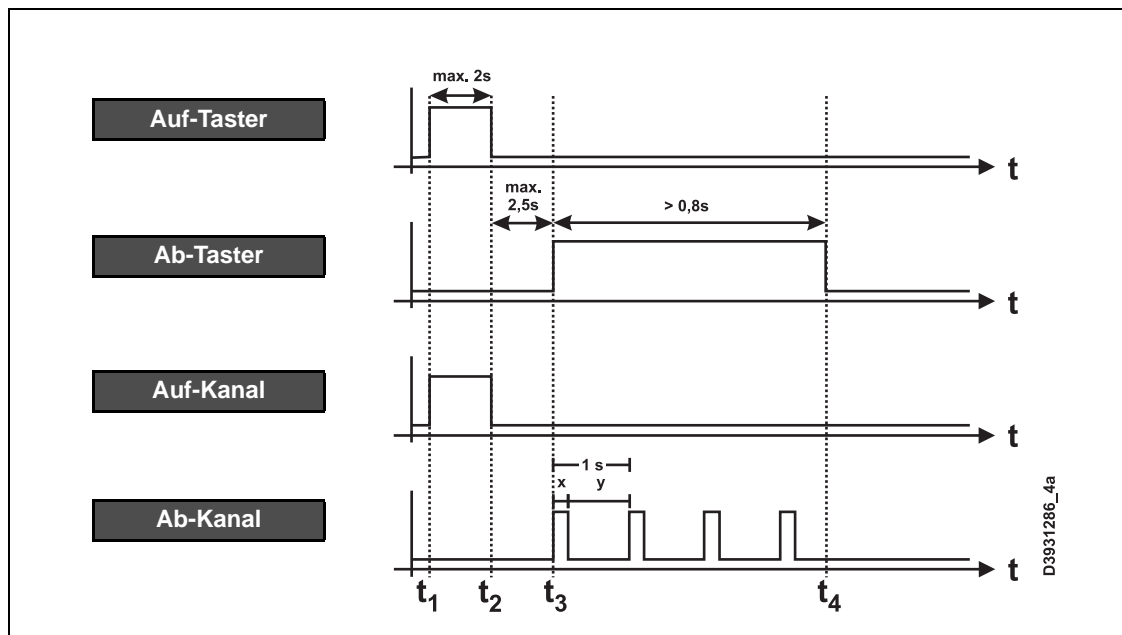 max. 2s
Auf-Taster
t
max.
2,5s
> 0,8s
Ab-Taster
t
Auf-Kanal
t
1 s
x y
Ab-Kanal
t
t1 t2 t3 t4
D3931286_4a